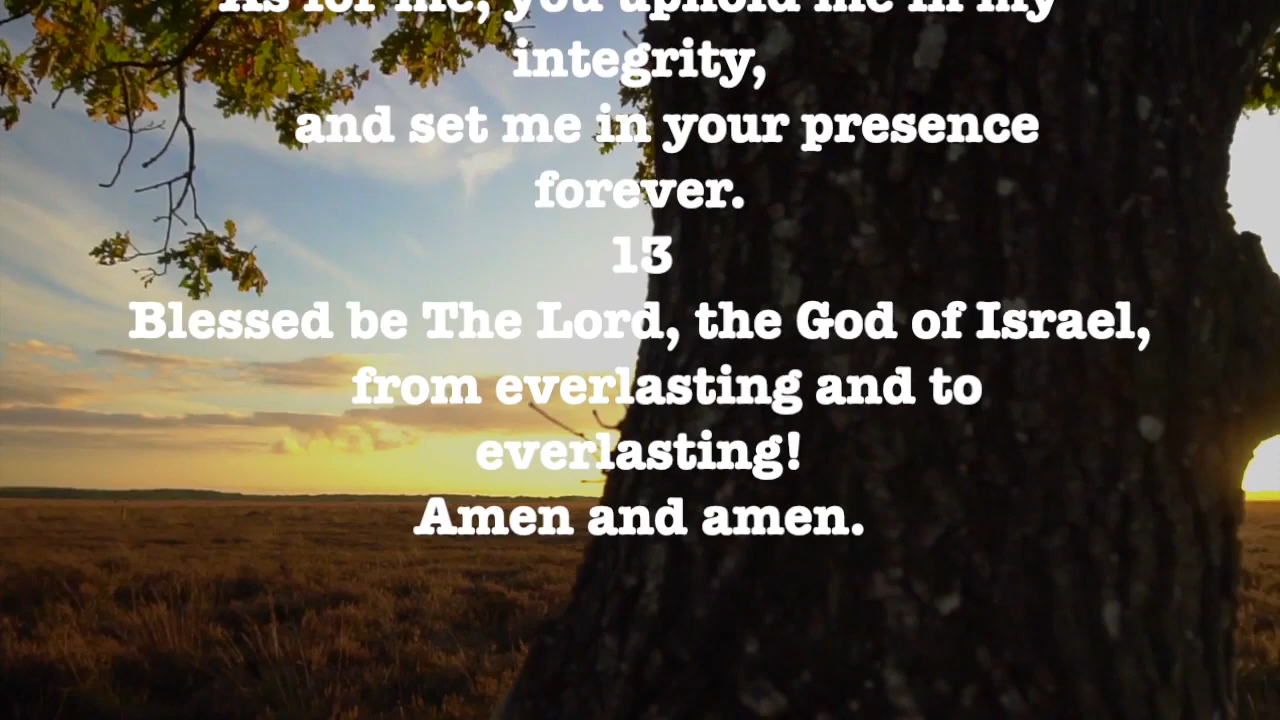 As for me, you uphold me in my
integrity,
and set me in your presence
forever.
13
Blessed be The Lord, the God of Israel,
from everlasting and to
everlasting!
Amen and amen.